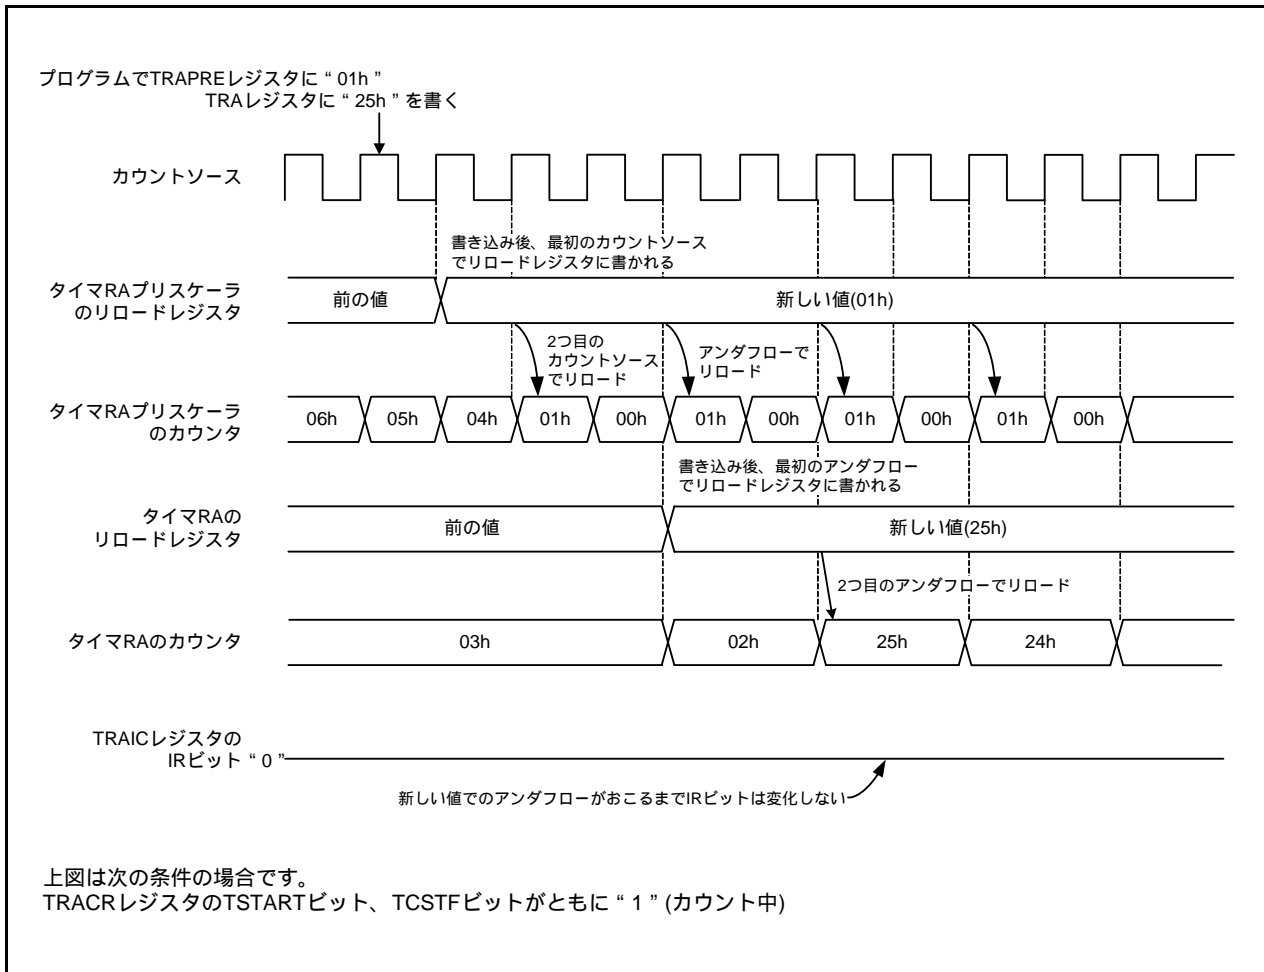 プログラムでTRAPREレジスタに“01h”
TRAレジスタに“25h”を書く
カウントソース
書き込み後、最初のカウントソース
でリロードレジスタに書かれる
タイマRAプリスケーラ
のリロードレジスタ
前の値
新しい値(01h)
2つ目の
カウントソース
でリロード
アンダフローで
リロード
タイマRAプリスケーラ
のカウンタ
06h 05h 04h 01h 00h 01h 00h 01h 00h 01h 00h
書き込み後、最初のアンダフロー
でリロードレジスタに書かれる
タイマRAの
リロードレジスタ
前の値
新しい値(25h)
2つ目のアンダフローでリロード
タイマRAのカウンタ
03h 02h 25h 24h
TRAICレジスタの
IRビット“0”
新しい値でのアンダフローがおこるまでIRビットは変化しない
上図は次の条件の場合です。
TRACRレジスタのTSTARTビット、TCSTFビットがともに“1”(カウント中)